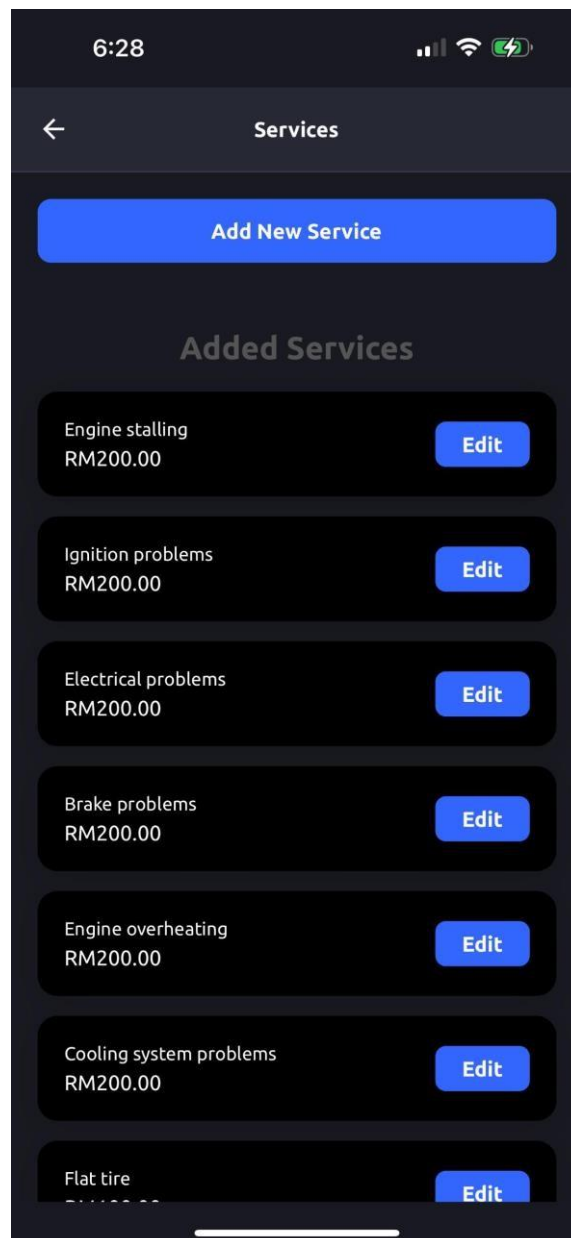 6:28
Services
Add New Service
Added Services
Engine stalling
RM200.00
Edit
Ignition problems
RM200.00
Edit
Electrical problems
RM200.00
Edit
Brake problems
RM200.00
Edit
Engine overheating
RM200.00
Edit
Cooling system problems
RM200.00
Edit
Flat tire
Edit